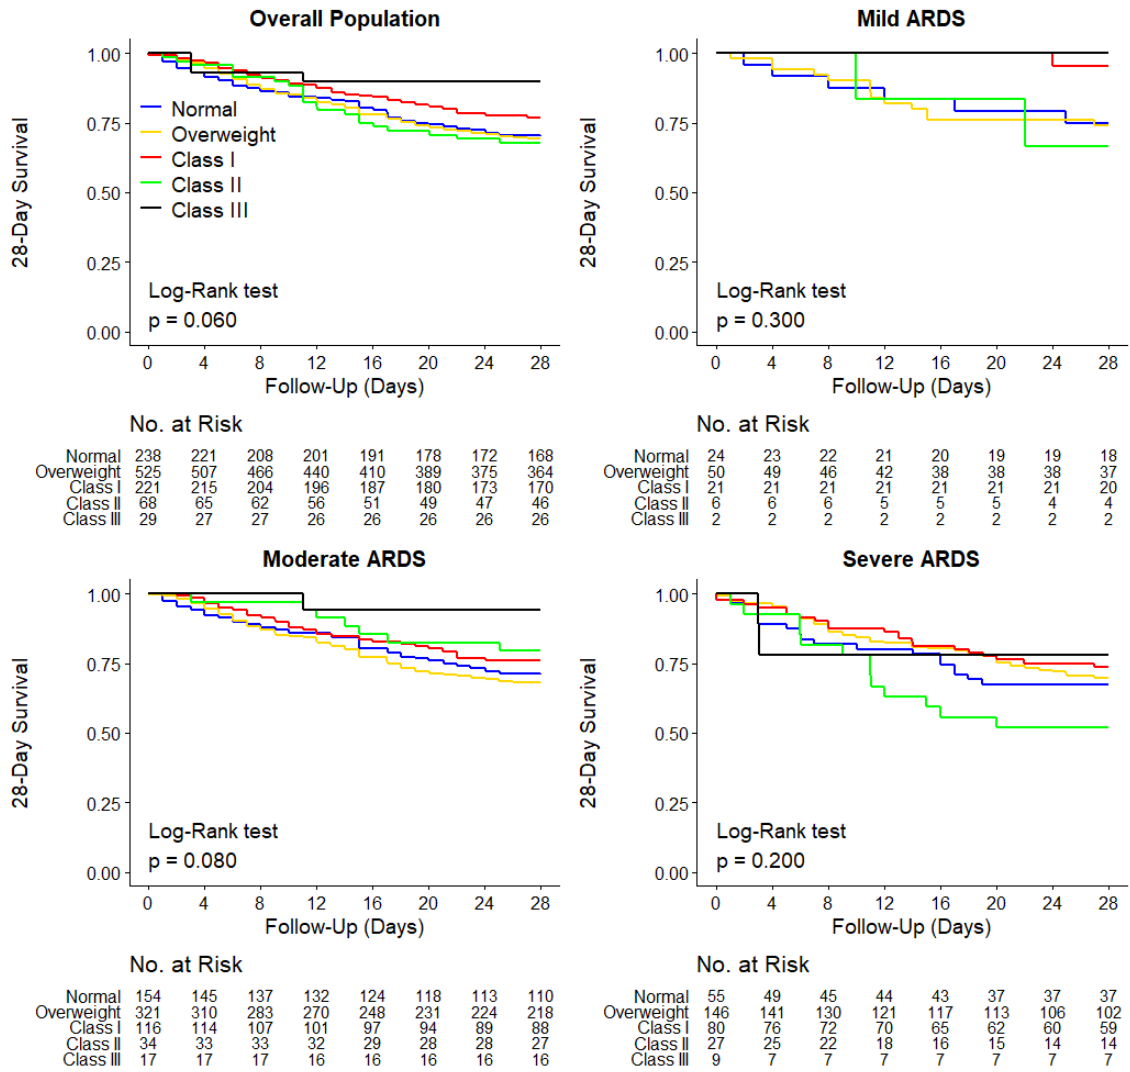 Overall Population
28-Day Survival
1.00
0.75
0.50
0.25
0.00
Normal
Overweight
Class I
Class II
Class III
Log-Rank test
p = 0.060
0 4 8 12 16 20 24 28
Follow-Up (Days)
No. at Risk
Normal 238 221 208 201 191 178 172 168
Overweight 525 507 466 440 410 389 375 364
Class I 221 215 204 196 187 180 173 170
Class II 68 65 62 56 51 49 47 46
Class III 29 27 27 26 26 26 26 26
Mild ARDS
28-Day Survival
1.00
0.75
0.50
0.25
0.00
Log-Rank test
p = 0.300
0 4 8 12 16 20 24 28
Follow-Up (Days)
No. at Risk
Normal 24 23 22 21 20 19 19 18
Overweight 50 49 46 42 38 38 38 37
Class I 21 21 21 21 21 21 21 20
Class II 6 6 6 5 5 5 4 4
Class III 2 2 2 2 2 2 2 2
Moderate ARDS
28-Day Survival
1.00
0.75
0.50
0.25
0.00
Log-Rank test
p = 0.080
0 4 8 12 16 20 24 28
Follow-Up (Days)
No. at Risk
Normal 154 145 137 132 124 118 113 110
Overweight 321 310 283 270 248 231 224 218
Class I 116 114 107 101 97 94 89 88
Class II 34 33 33 32 29 28 28 27
Class III 17 17 17 16 16 16 16 16
Severe ARDS
28-Day Survival
1.00
0.75
0.50
0.25
0.00
Log-Rank test
p = 0.200
0 4 8 12 16 20 24 28
Follow-Up (Days)
No. at Risk
Normal 55 49 45 44 43 37 37 37
Overweight 146 141 130 121 117 113 106 102
Class I 80 76 72 70 65 62 60 59
Class II 27 25 22 18 16 15 14 14
Class III 9 7 7 7 7 7 7 7